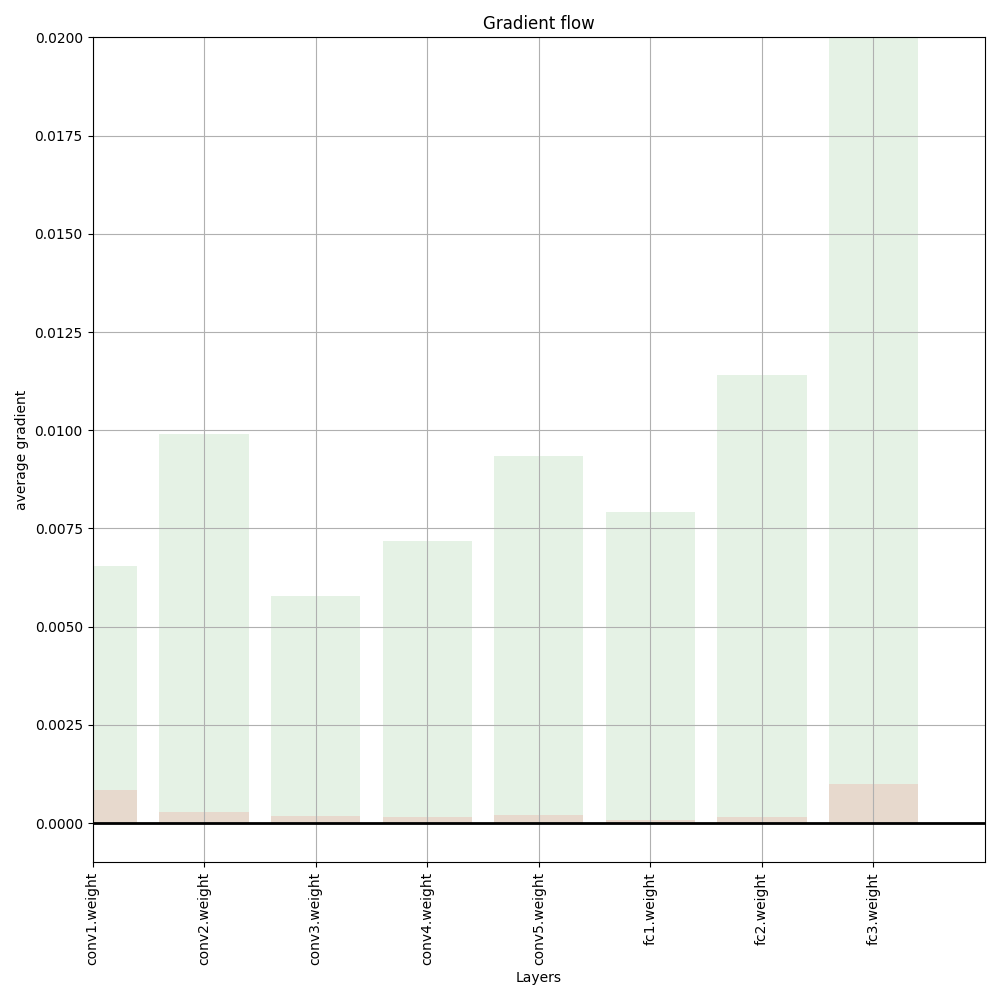 Gradient flow
0.0200
0.0175
0.0150
0.0125
0.0100
0.0075
0.0050
0.0025
0.0000
average gradient
conv1.weight
conv2.weight
conv3.weight
conv4.weight
conv5.weight
fc1.weight
fc2.weight
fc3.weight
Layers